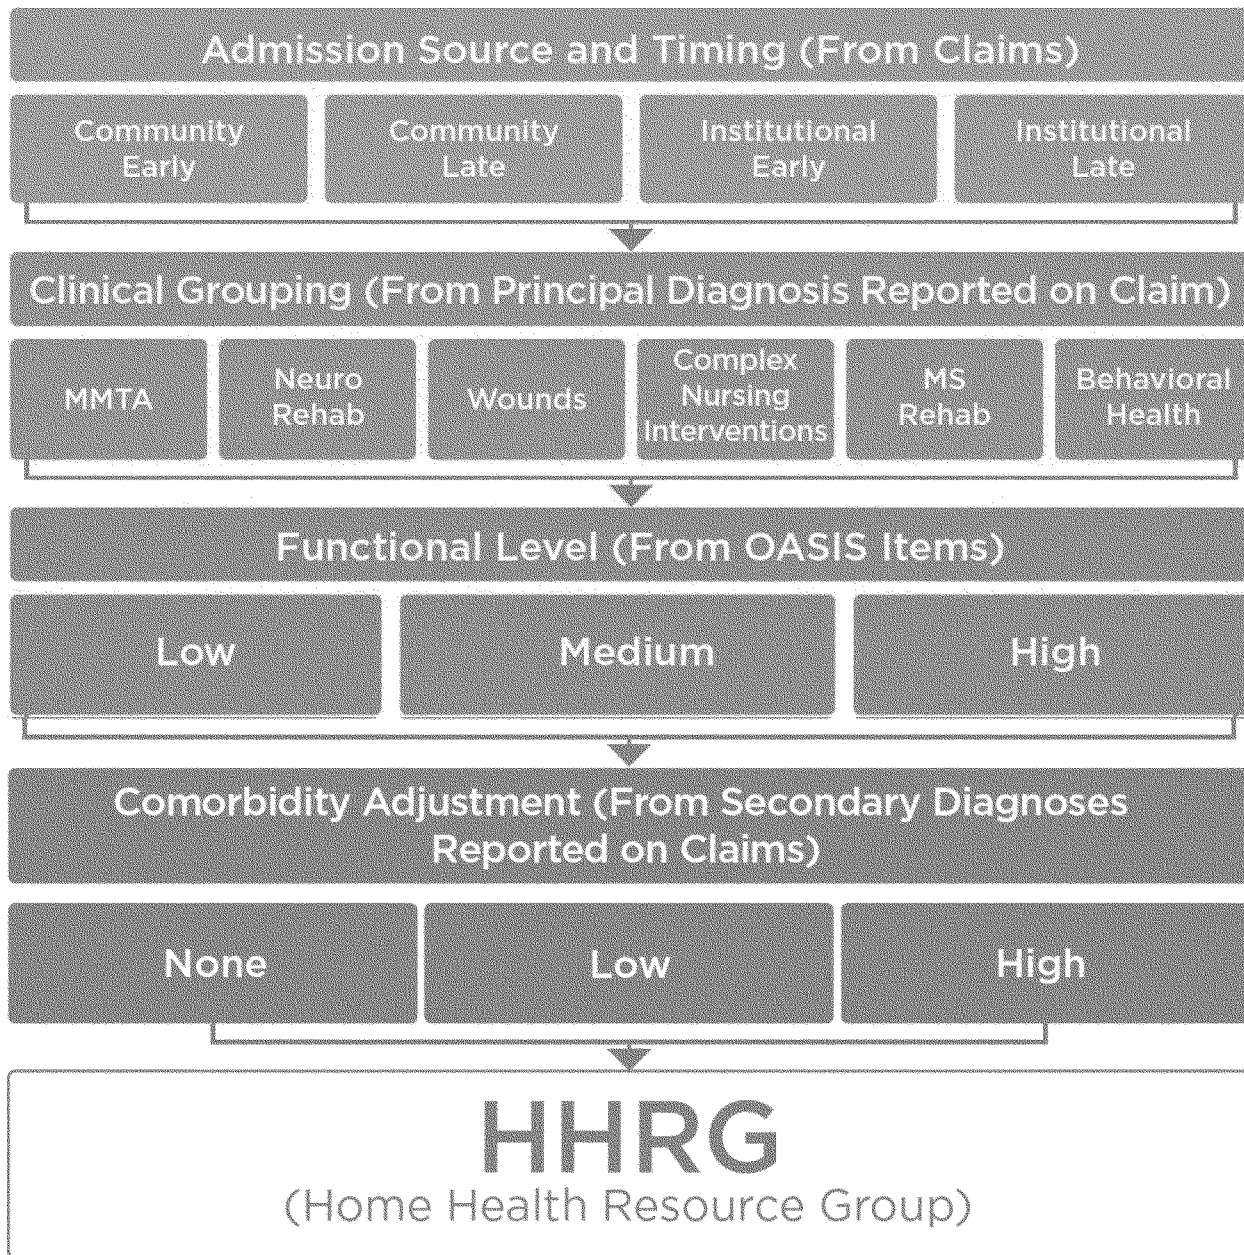 Admission Source and Timing (From Claims)
Community
Early
Community
Late
Institutional
Early
Institutional
Late
Clinical Grouping (From Principal Diagnosis Reported on Claim)
MMTA
Neuro
Rehab
Wounds
Complex
Nursing
Interventions
MS
Rehab
Behavioral
Health
Functional Level (From OASIS Items)
Low
Medium
High
Comorbidity Adjustment (From Secondary Diagnoses
Reported on Claims)
None
Low
High
HHRG
(Home Health Resource Group)